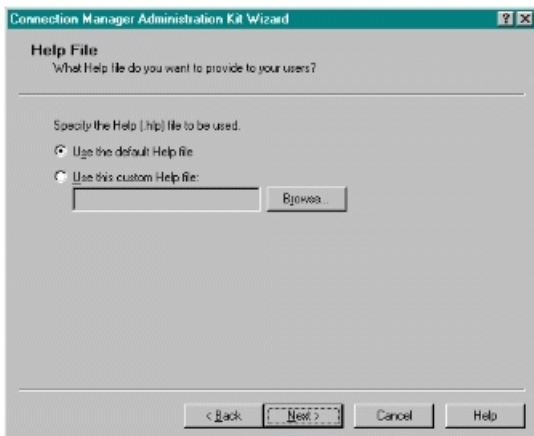 Connection Manager Administration Kit Wizard
Help File
What Help file do you want to provide to your users?
Specify the Help (.hlp) file to be used.
Use the default Help file
Use this custom Help file:
Browse...
< Back
Next >
Cancel
Help